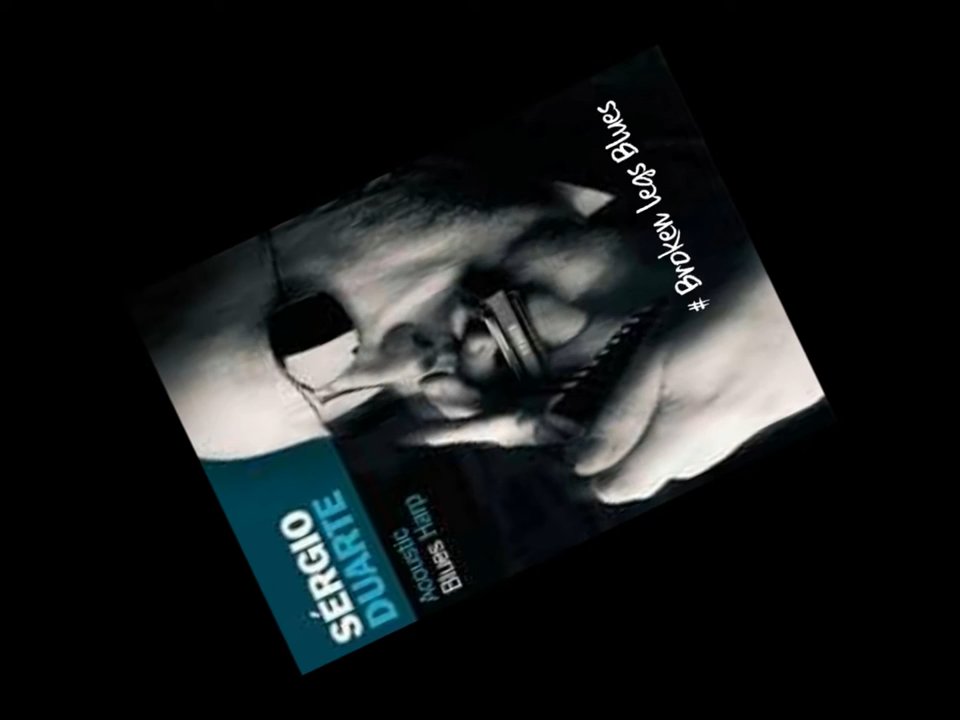 SÉRGIO
DUARTE
Acoustic
Blues Harp
# Broken Legs Blues